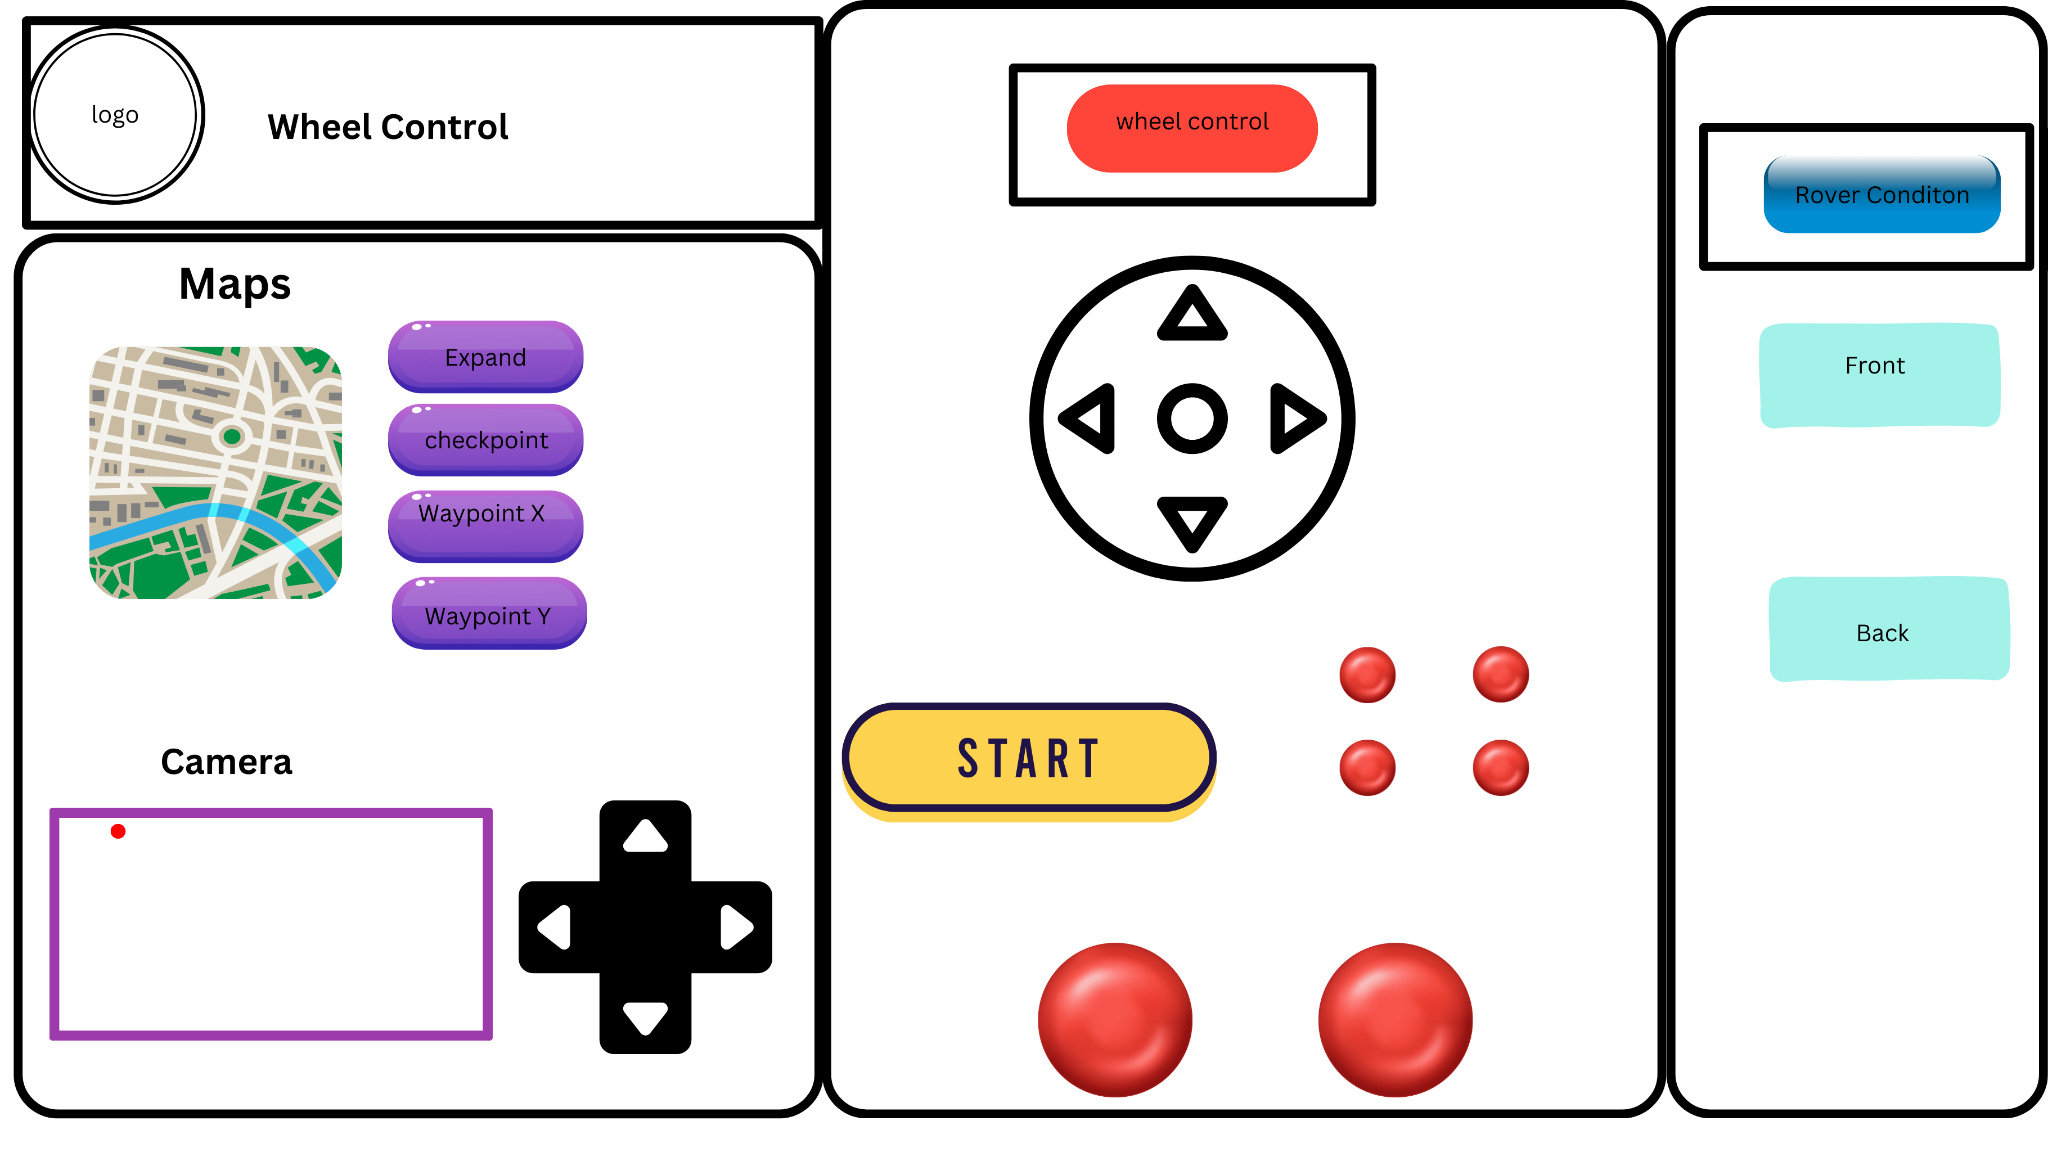 logo
Wheel Control
Maps
Expand
checkpoint
Waypoint X
Waypoint Y
Camera
wheel control
START
Rover Conditon
Front
Back